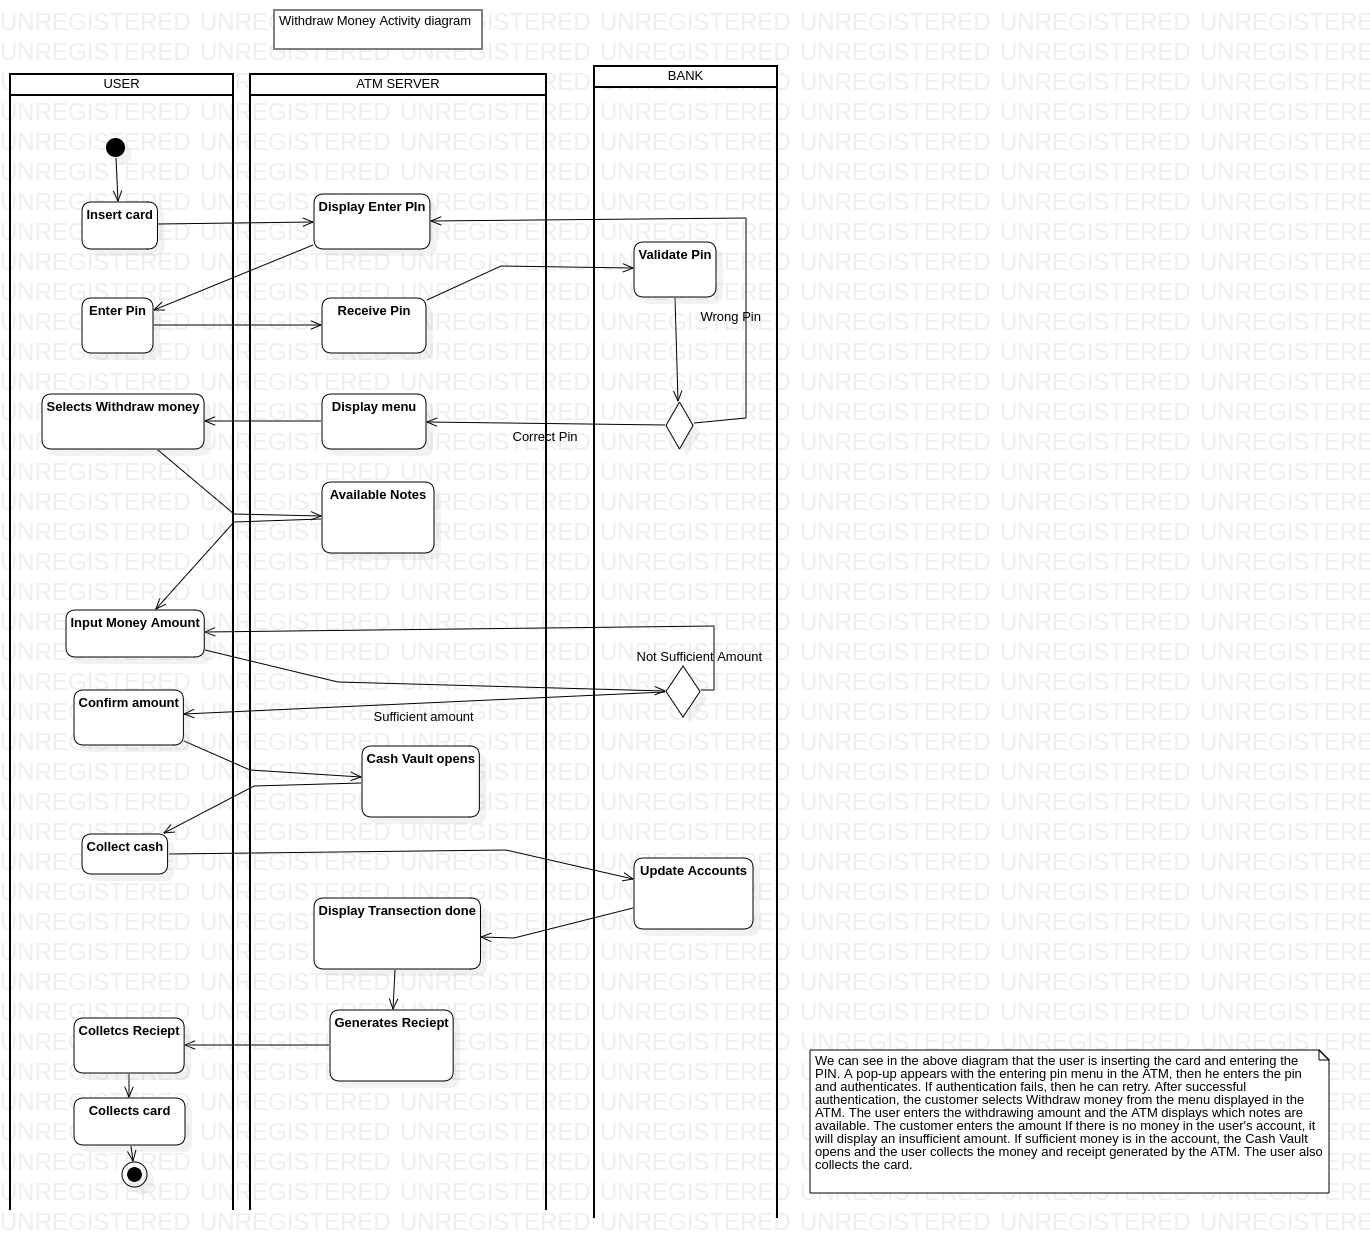 Withdraw Money Activity diagram
USER
ATM SERVER
BANK
Insert card
Display Enter PIn
Validate Pin
Enter Pin
Receive Pin
Wrong Pin
Selects Withdraw money
Display menu
Correct Pin
Available Notes
Input Money Amount
Not Sufficient Amount
Confirm amount
Sufficient amount
Cash Vault opens
Collect cash
Update Accounts
Display Transection done
Colletcs Reciept
Generates Reciept
Collects card
We can see in the above diagram that the user is inserting the card and entering the
PIN. A pop-up appears with the entering pin menu in the ATM, then he enters the pin
and authenticates. If authentication fails, then he can retry. After successful
authentication, the customer selects Withdraw money from the menu displayed in the
ATM. The user enters the withdrawing amount and the ATM displays which notes are
available. The customer enters the amount If there is no money in the user's account, it
will display an insufficient amount. If sufficient money is in the account, the Cash Vault
opens and the user collects the money and receipt generated by the ATM. The user also
collects the card.
UNREGISTERED